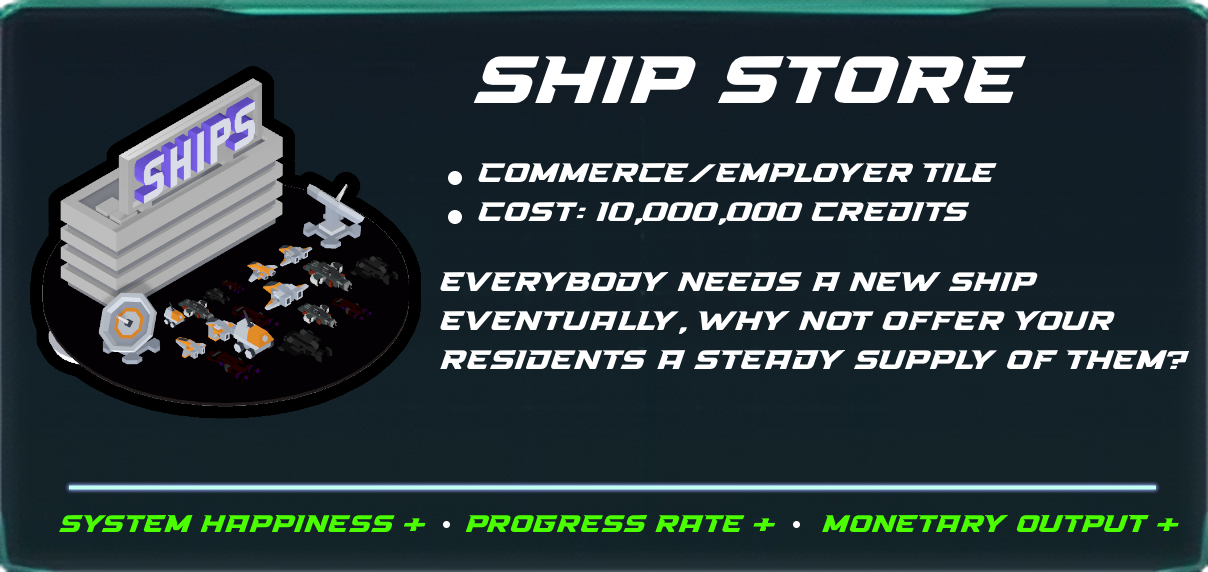 SHIP STORE
SHIPS
• COMMERCE/EMPLOYER TILE
• COST: 10,000,000 CREDITS
EVERYBODY NEEDS A NEW SHIP
EVENTUALLY, WHY NOT OFFER YOUR
RESIDENTS A STEADY SUPPLY OF THEM?
SYSTEM HAPPINESS + • PROGRESS RATE + • MONETARY OUTPUT +